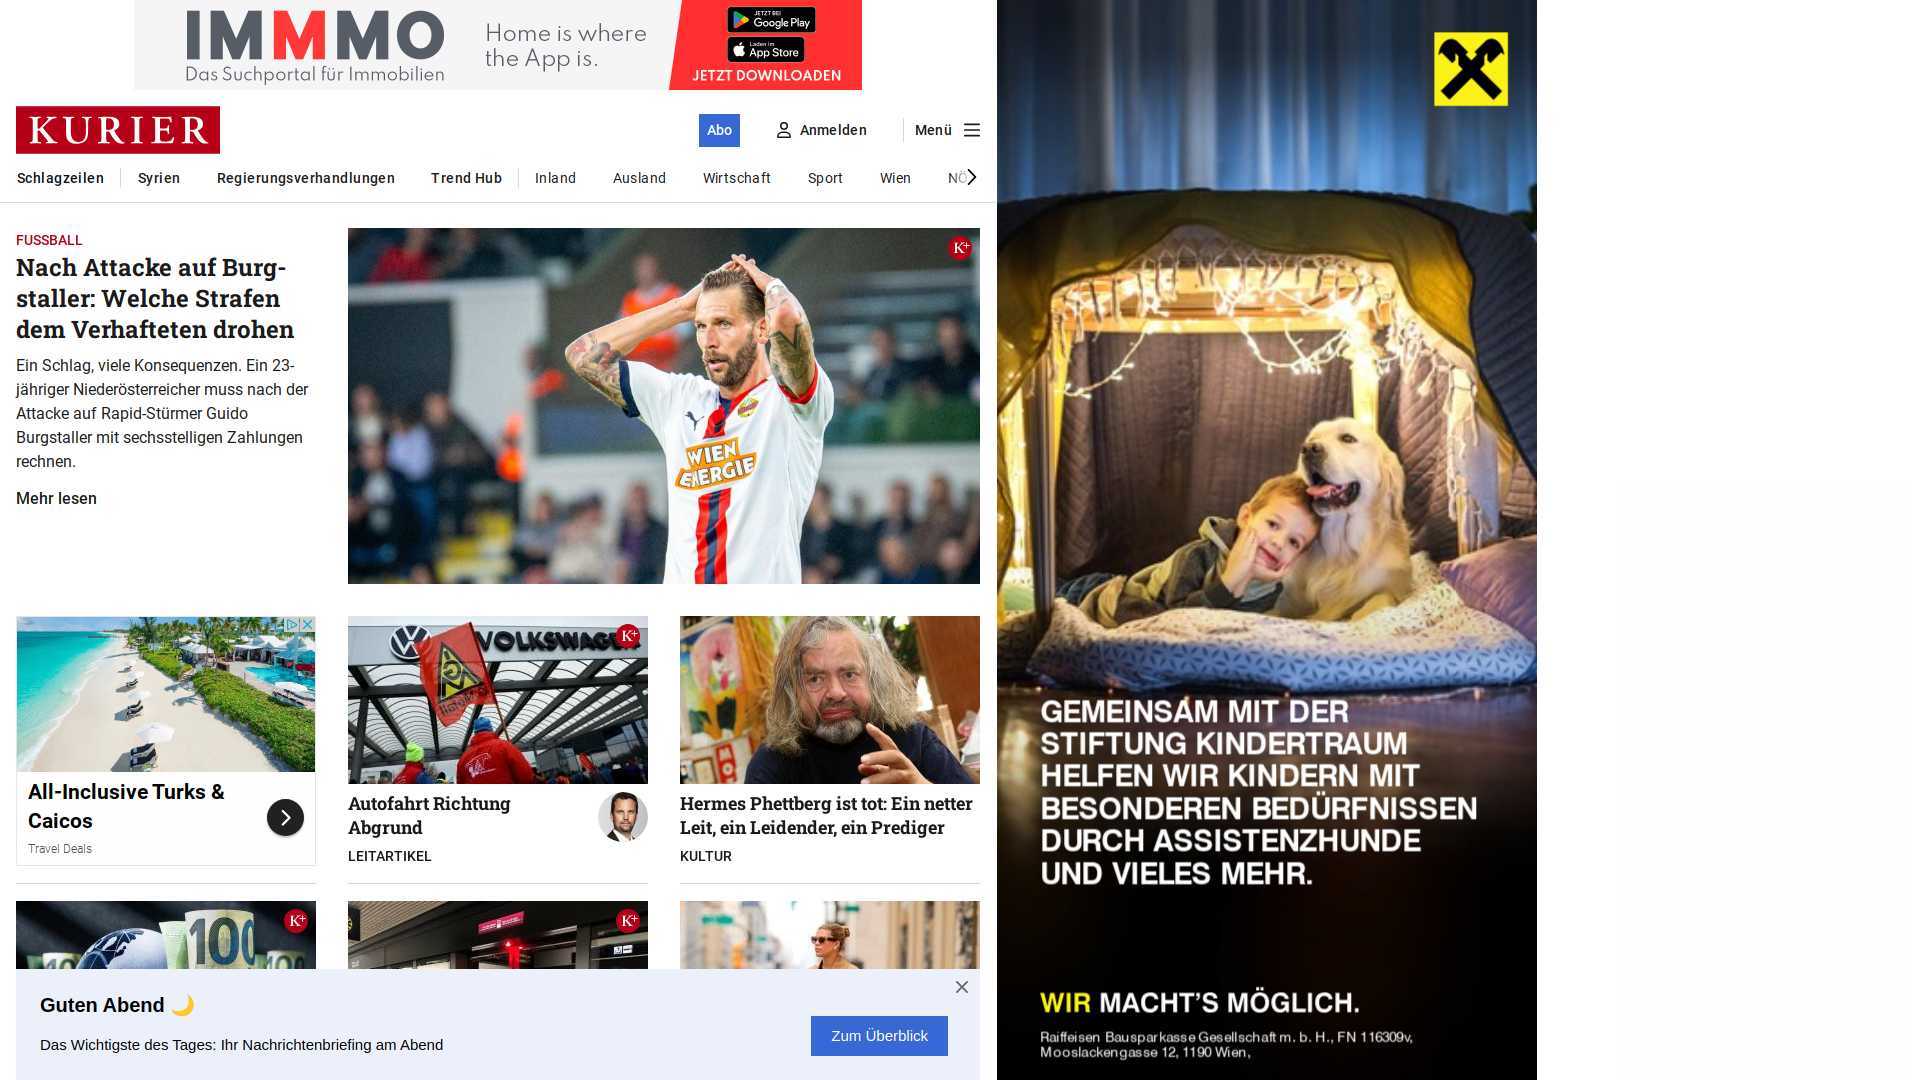 IMMMO
Das Suchportal für Immobilien
Home is where
the App is.
JETZT BEI
Google Play
Laden im
App Store
JETZT DOWNLOADEN
KURIER
Abo
Anmelden
Menü
Schlagzeilen
Syrien
Regierungsverhandlungen
Trend Hub
Inland
Ausland
Wirtschaft
Sport
Wien
NÖ
FUSSBALL
Nach Attacke auf Burg-
staller: Welche Strafen
dem Verhafteten drohen
Ein Schlag, viele Konsequenzen. Ein 23-
jähriger Niederösterreicher muss nach der
Attacke auf Rapid-Stürmer Guido
Burgstaller mit sechsstelligen Zahlungen
rechnen.
Mehr lesen
K+
WIEN
ENERGIE
All-Inclusive Turks &
Caicos
Travel Deals
VOLKSWAGEN
K+
Autofahrt Richtung
Abgrund
LEITARTIKEL
Hermes Phettberg ist tot: Ein netter
Leit, ein Leidender, ein Prediger
KULTUR
100
K+
K+
Guten Abend 🌙
Das Wichtigste des Tages: Ihr Nachrichtenbriefing am Abend
Zum Überblick
GEMEINSAM MIT DER
STIFTUNG KINDERTRAUM
HELFEN WIR KINDERN MIT
BESONDEREN BEDÜRFNISSEN
DURCH ASSISTENZHUNDE
UND VIELES MEHR.
WIR MACHT'S MÖGLICH.
Raiffeisen Bausparkasse Gesellschaft m. b. H., FN 116309v,
Mooslackengasse 12, 1190 Wien,